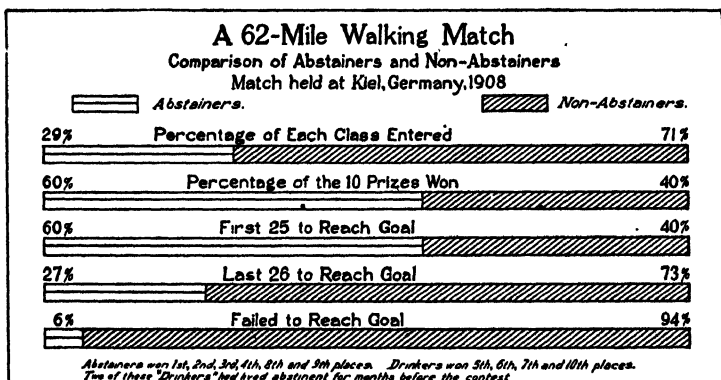 A 62-Mile Walking Match
Comparison of Abstainers and Non-Abstainers
Match held at Kiel, Germany, 1908
Abstainers. Non-Abstainers.
29% Percentage of Each Class Entered 71%
60% Percentage of the 10 Prizes Won 40%
60% First 25 to Reach Goal 40%
27% Last 26 to Reach Goal 73%
6% Failed to Reach Goal 94%
Abstainers won 1st, 2nd, 3rd, 4th, 8th and 9th places. Drinkers won 5th, 6th, 7th and 10th places.
Two of these "Drinkers" had lived abstinent for months before the contest